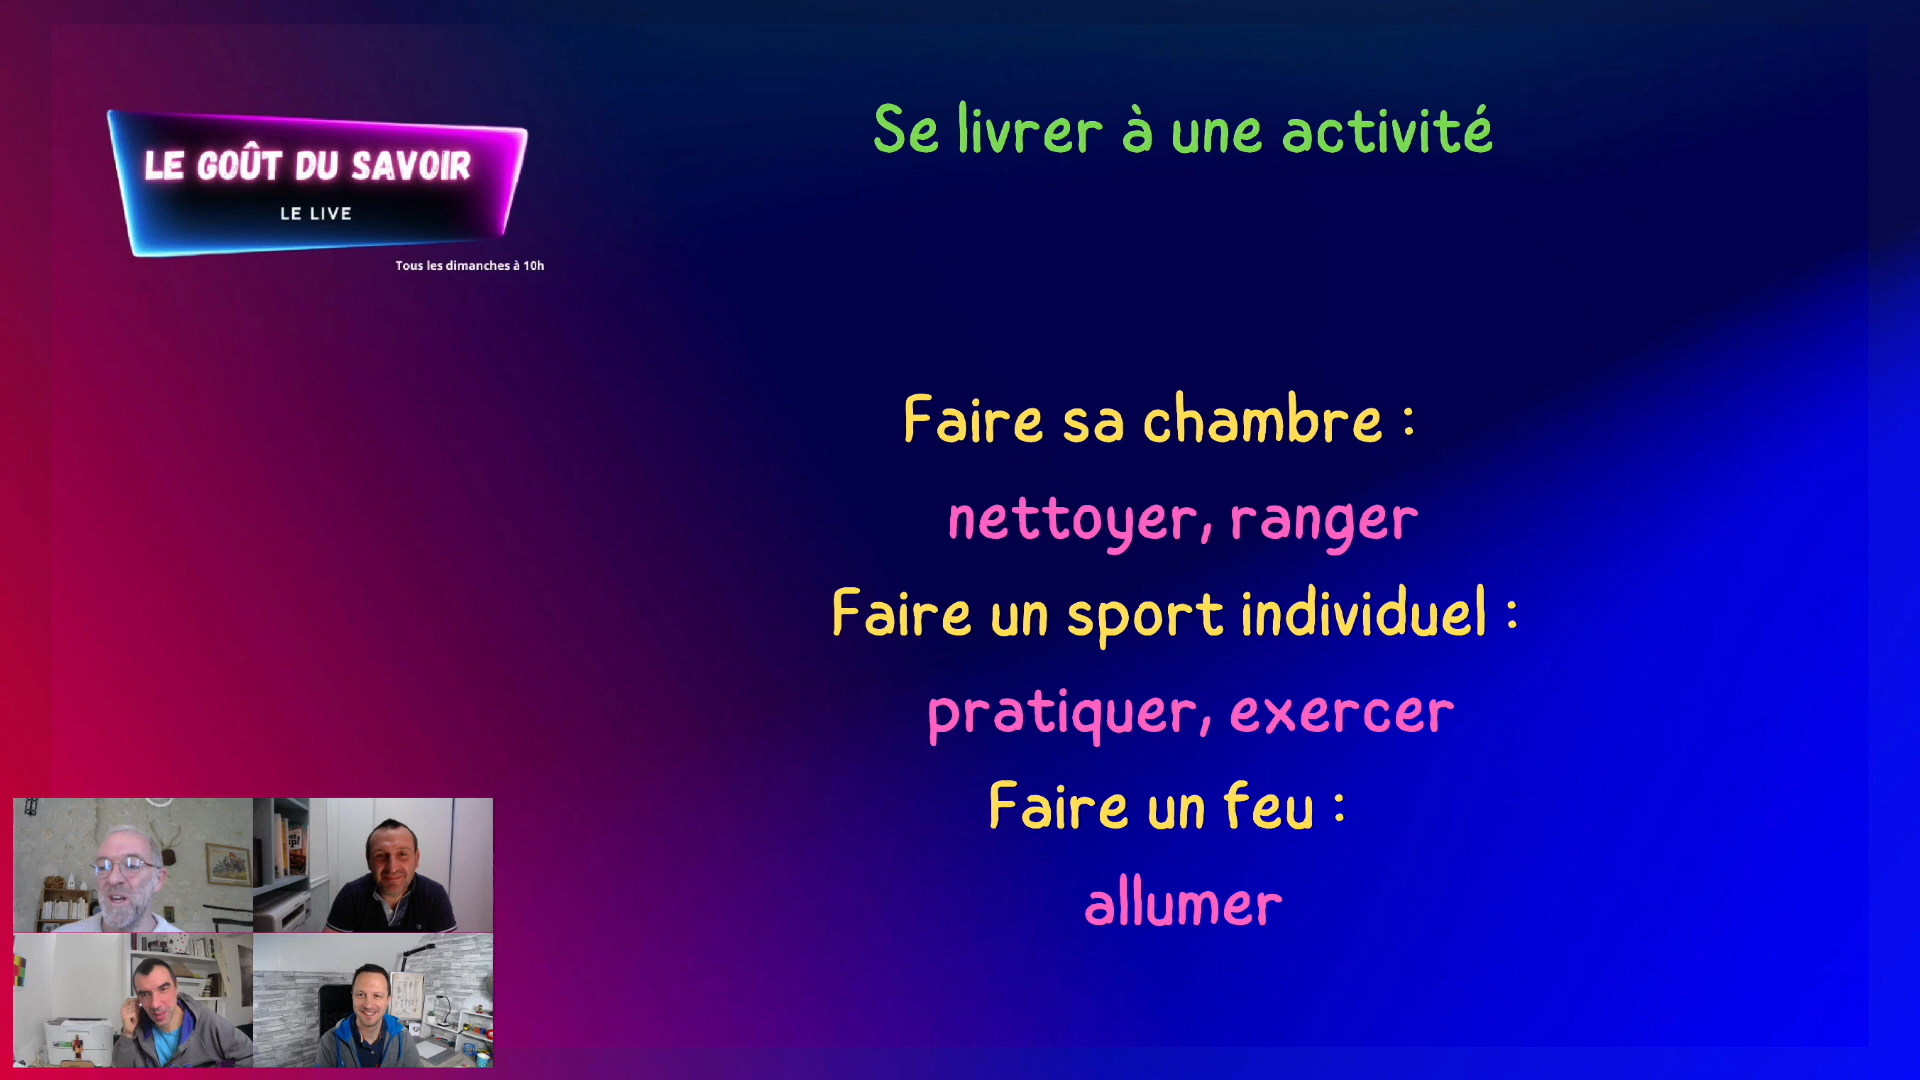 LE GOÛT DU SAVOIR
LE LIVE
Tous les dimanches à 10h
Se livrer à une activité
Faire sa chambre :
nettoyer, ranger
Faire un sport individuel :
pratiquer, exercer
Faire un feu :
allumer